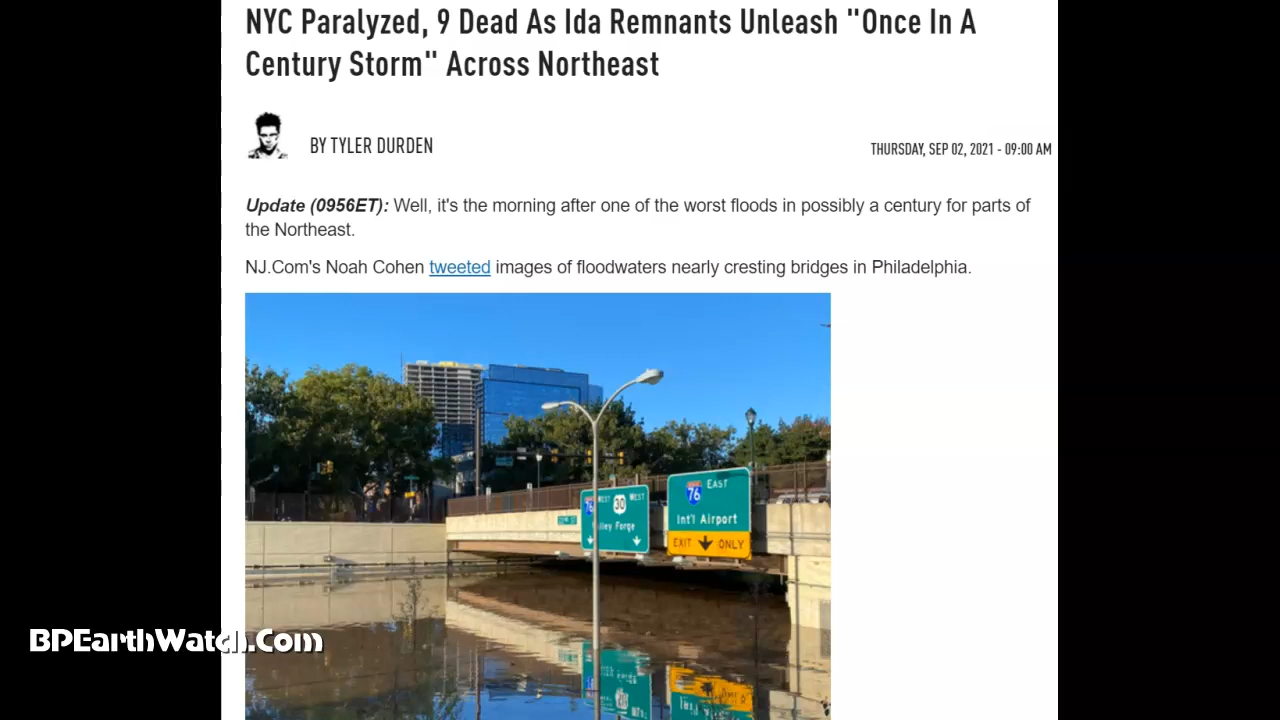 NYC Paralyzed, 9 Dead As Ida Remnants Unleash "Once In A
Century Storm" Across Northeast
BY TYLER DURDEN
THURSDAY, SEP 02, 2021 - 09:00 AM
Update (0956ET): Well, it's the morning after one of the worst floods in possibly a century for parts of
the Northeast.
NJ.Com's Noah Cohen tweeted images of floodwaters nearly cresting bridges in Philadelphia.
76 WEST 30 WEST
Valley Forge
76 EAST
Int'l Airport
EXIT ONLY
BPEarthWatch.Com